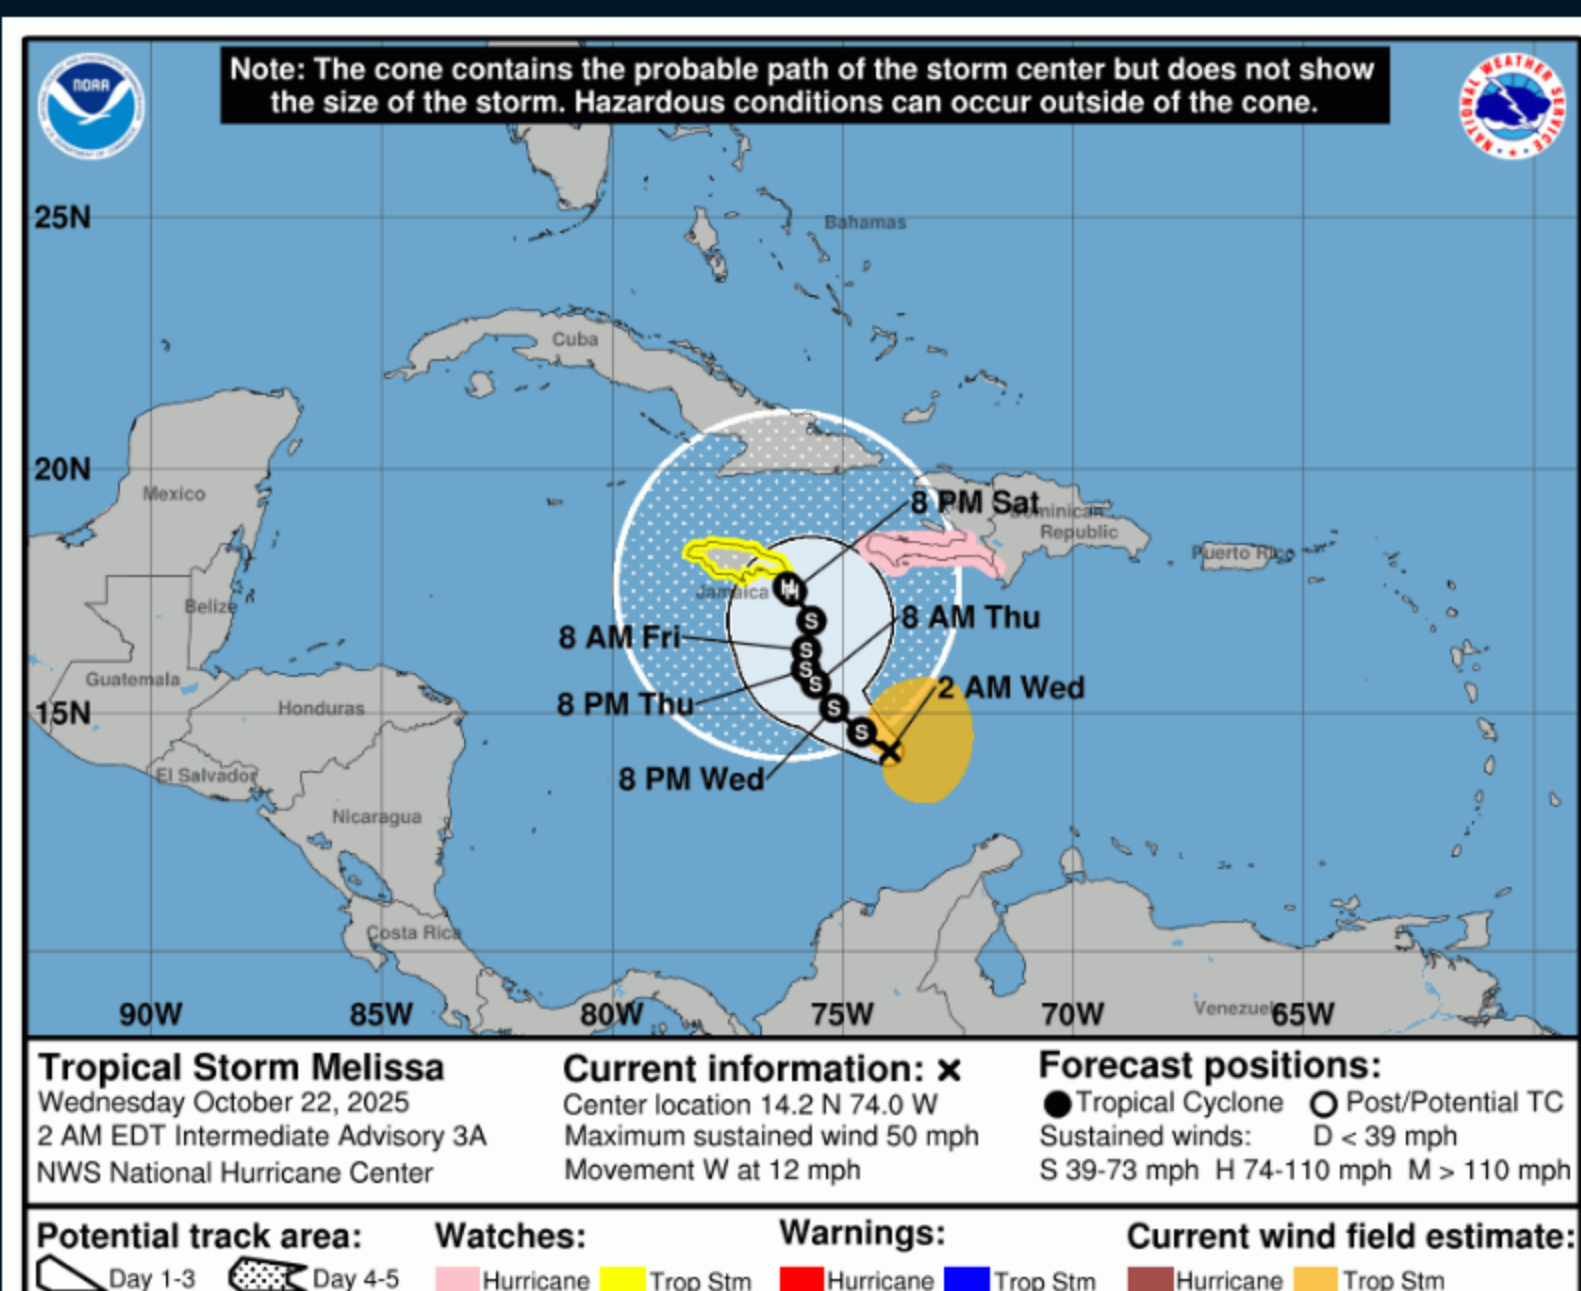 Note: The cone contains the probable path of the storm center but does not show
the size of the storm. Hazardous conditions can occur outside of the cone.
NOAA
NATIONAL WEATHER SERVICE
25N
Bahamas
Cuba
20N
Mexico
8 PM Sat
Dominican
Republic
Puerto Rico
Jamaica
Belize
8 AM Thu
8 AM Fri
Guatemala
2 AM Wed
Honduras
8 PM Thu
15N
El Salvador
8 PM Wed
Nicaragua
Costa Rica
H
S
S
S
S
S
S
90W
85W
80W
75W
70W
65W
Tropical Storm Melissa
Wednesday October 22, 2025
2 AM EDT Intermediate Advisory 3A
NWS National Hurricane Center
Current information: ×
Center location 14.2 N 74.0 W
Maximum sustained wind 50 mph
Movement W at 12 mph
Forecast positions:
Tropical Cyclone Post/Potential TC
Sustained winds: D < 39 mph
S 39-73 mph H 74-110 mph M > 110 mph
Potential track area:
Day 1-3 Day 4-5
Watches:
Hurricane Trop Stm
Warnings:
Hurricane Trop Stm
Current wind field estimate:
Hurricane Trop Stm